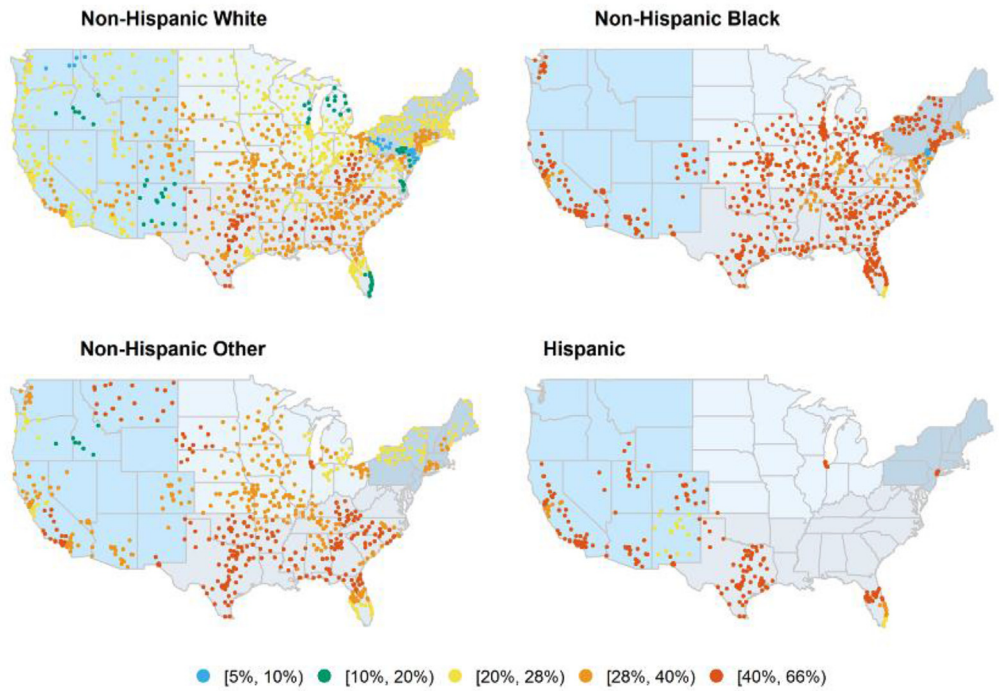 Non-Hispanic White
Non-Hispanic Black
Non-Hispanic Other
Hispanic
[5%, 10%) [10%, 20%) [20%, 28%) [28%, 40%) [40%, 66%)